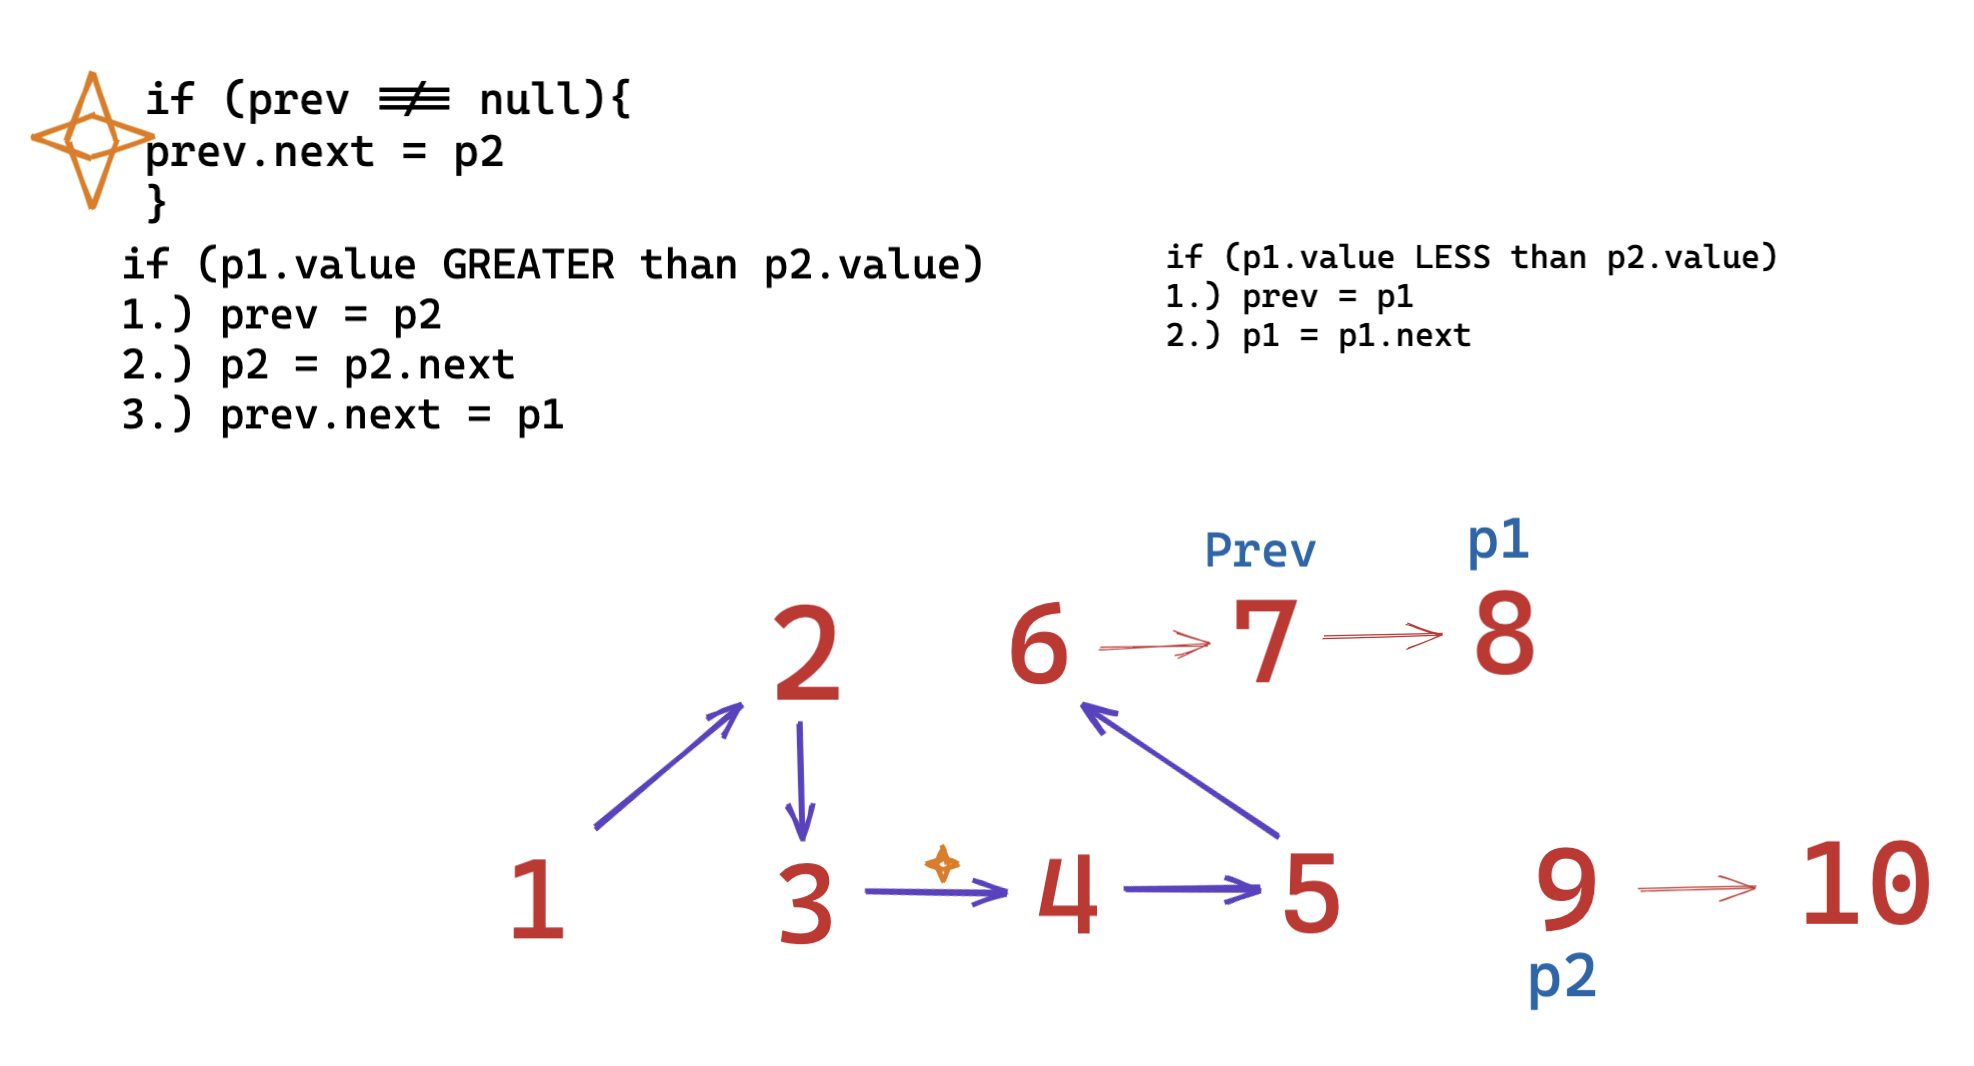 if (prev !== null){
prev.next = p2
}
if (p1.value GREATER than p2.value)
1.) prev = p2
2.) p2 = p2.next
3.) prev.next = p1
if (p1.value LESS than p2.value)
1.) prev = p1
2.) p1 = p1.next
Prev p1
2 6 7 8
1 3 4 5 9 10
p2